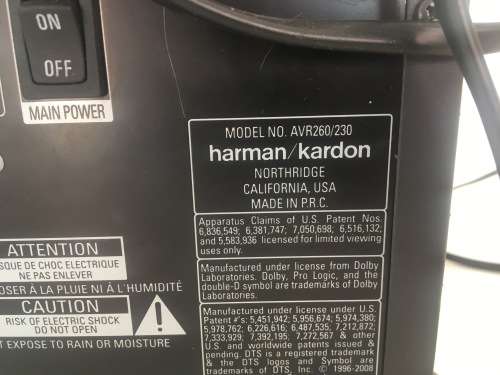 ON
OFF
MAIN POWER
MODEL NO. AVR260/230
harman/kardon
NORTHRIDGE
CALIFORNIA, USA
MADE IN P.R.C.
Apparatus Claims of U.S. Patent Nos.
6,836,549; 6,381,747; 7,050,698; 6,516,132;
and 5,583,936 licensed for limited viewing
uses only.
Manufactured under license from Dolby
Laboratories. Dolby, Pro Logic, and the
double-D symbol are trademarks of Dolby
Laboratories.
Manufactured under license under U.S.
Patent #'s: 5,451,942; 5,956,674; 5,974,380;
5,978,762; 6,226,616; 6,487,535; 7,212,872;
7,333,929; 7,392,195; 7,272,567 & other
U.S. and worldwide patents issued &
pending. DTS is a registered trademark
& the DTS logos and Symbol are
trademarks of DTS, Inc. © 1996-2008
ATTENTION
SQUE DE CHOC ELECTRIQUE
NE PAS ENLEVER
OSER À LA PLUIE NI À L'HUMIDITÉ
CAUTION
RISK OF ELECTRIC SHOCK
DO NOT OPEN
T EXPOSE TO RAIN OR MOISTURE